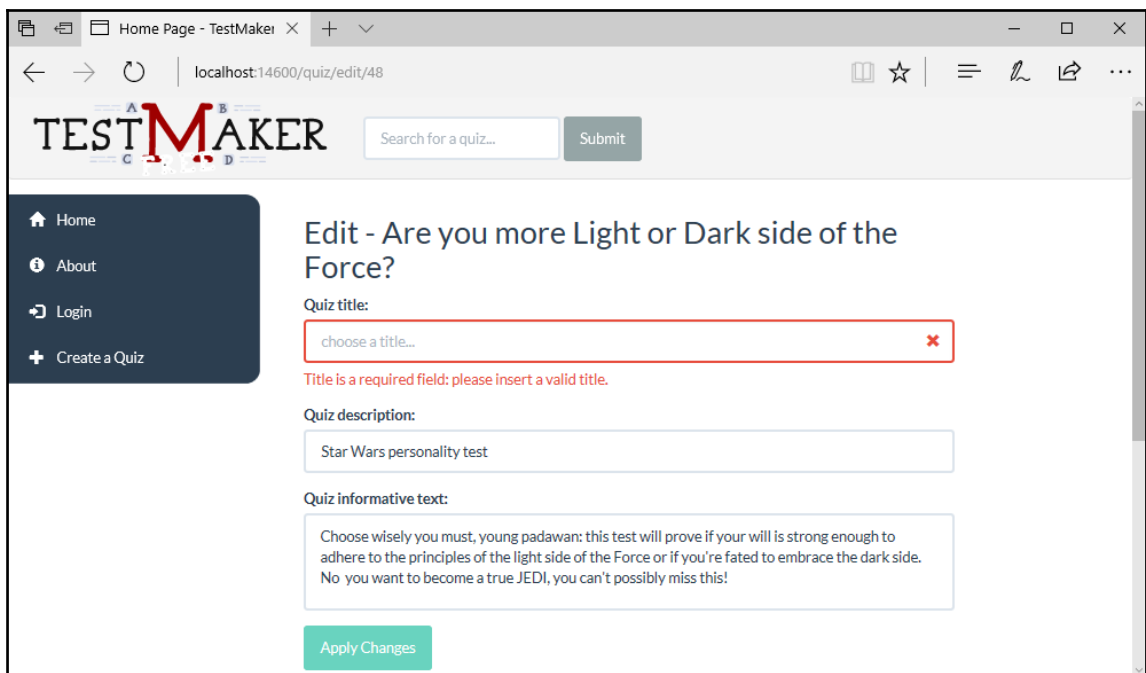 Home Page - TestMaker
localhost:14600/quiz/edit/48
A B
TESTMAKER
C D
FREE
Search for a quiz...
Submit
Home
About
Login
Create a Quiz
Edit - Are you more Light or Dark side of the
Force?
Quiz title:
choose a title...
Title is a required field: please insert a valid title.
Quiz description:
Star Wars personality test
Quiz informative text:
Choose wisely you must, young padawan: this test will prove if your will is strong enough to
adhere to the principles of the light side of the Force or if you're fated to embrace the dark side.
No you want to become a true JEDI, you can't possibly miss this!
Apply Changes